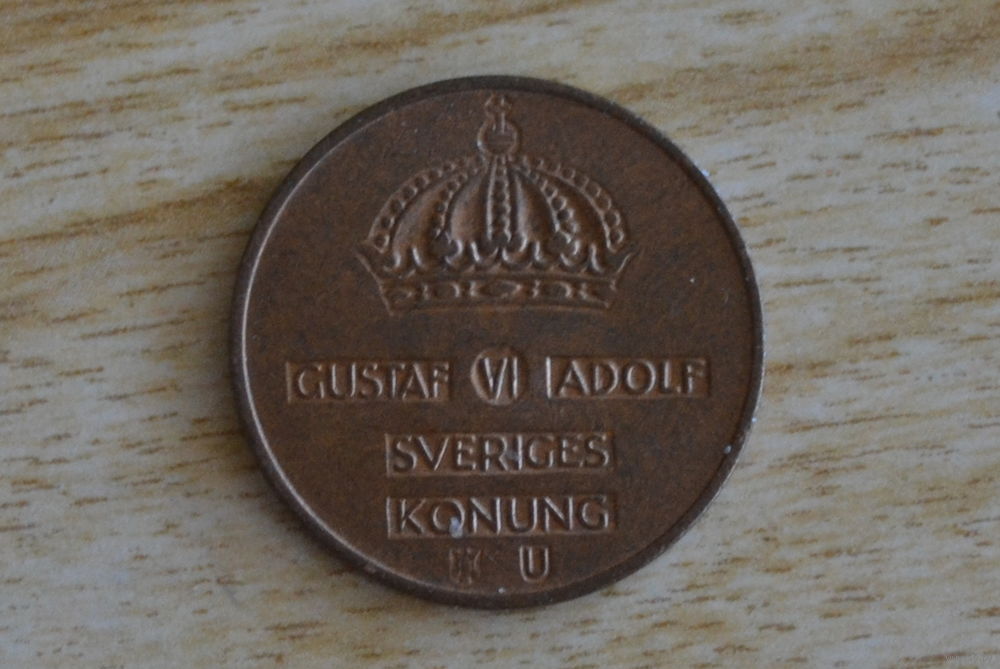 GUSTAF VI ADOLF
SVERIGES
KONUNG
U